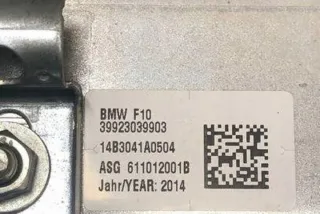 BMW F10
39923039903
14B3041A0504
ASG 611012001B
Jahr/YEAR: 2014